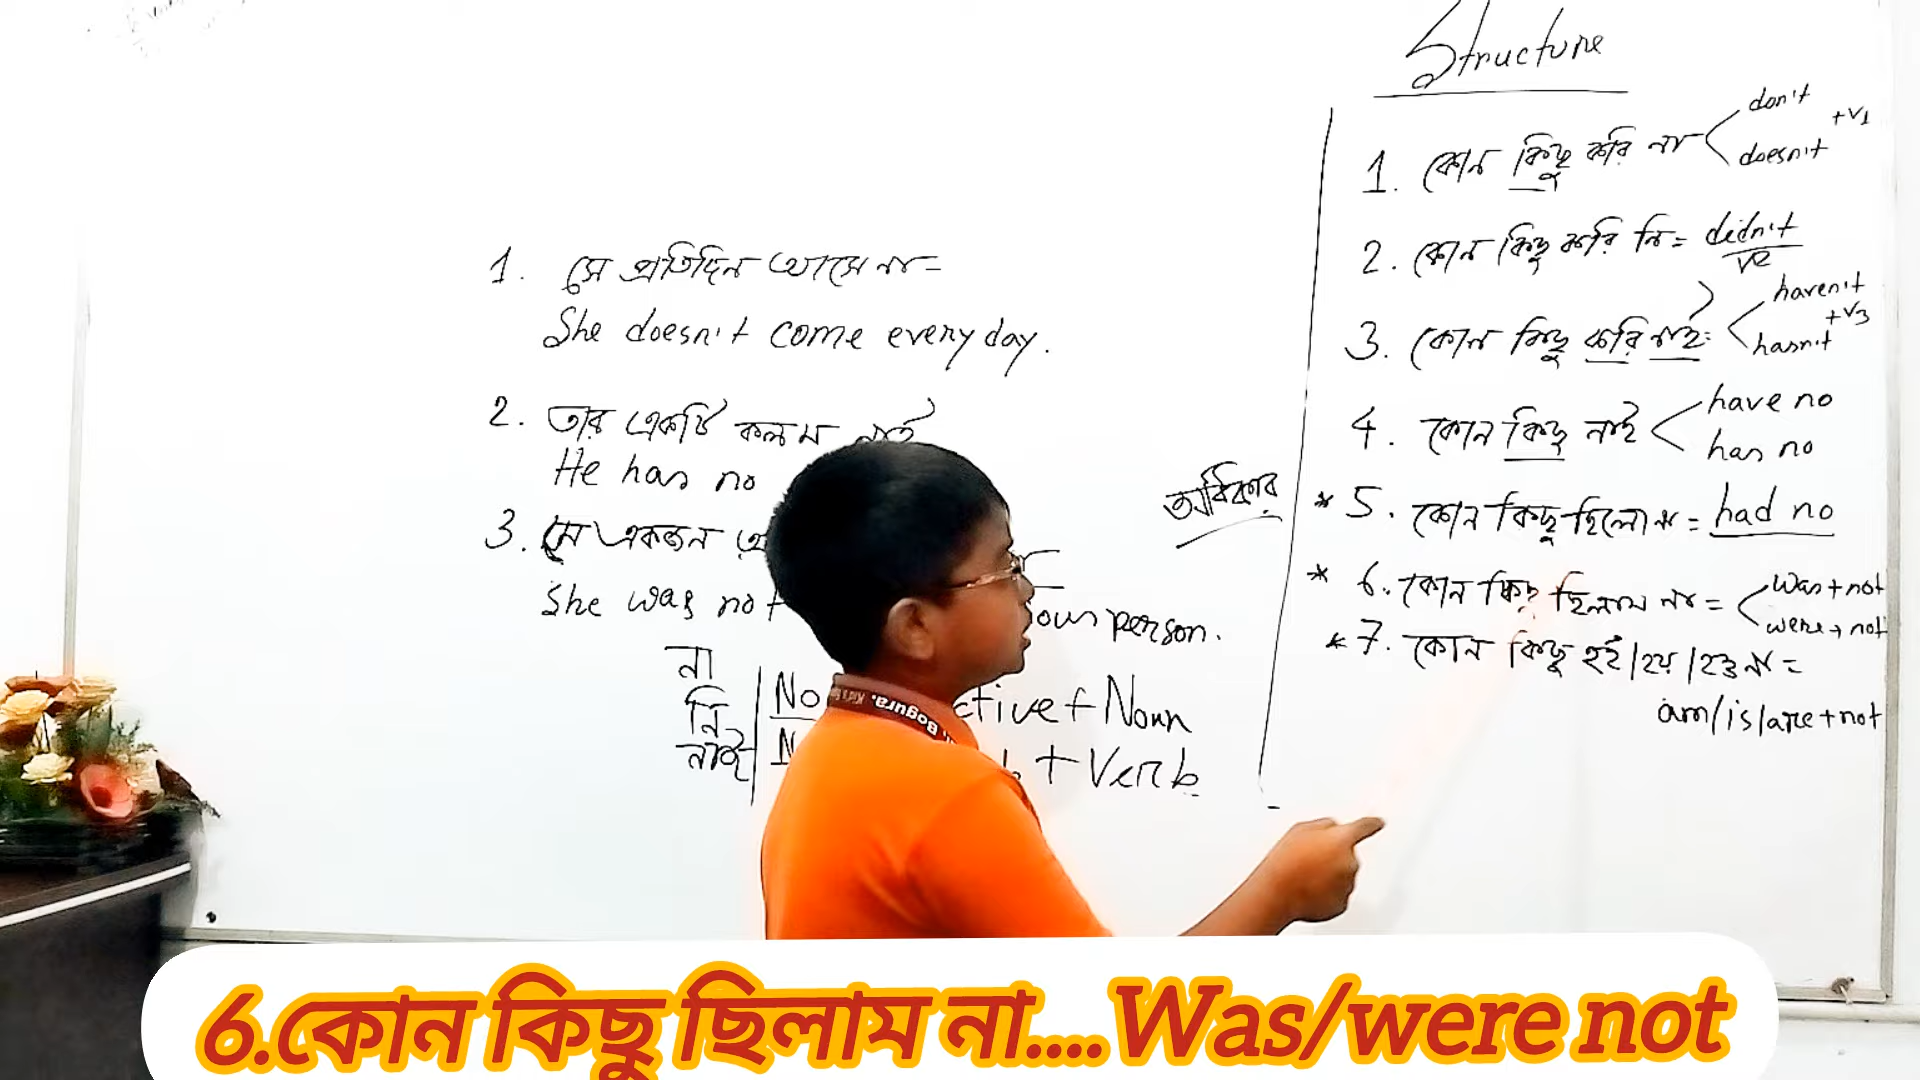 Structure
1. কোন কিছু করি না < don't doesn't +V1
2. কোন কিছু করি নি = didn't
3. কোন কিছু করি নাই = haven't hasn't +V3
4. কোন কিছু নাই < have no has no
* 5. কোন কিছু ছিলো না = had no
* 6. কোন কিছু ছিলাম না = < was + not were + not
* 7. কোন কিছু হই/হয়/হও না =
am/is/are + not
1. সে প্রতিদিন আসে না =
She doesn't come every day.
2. তার একটি কলম নাই
He has no
3. সে একজন
She was not person.
অধিকার
না
নি
নাই
No + Noun
+ Verb
Bogura.
6.কোন কিছু ছিলাম না....Was/were not